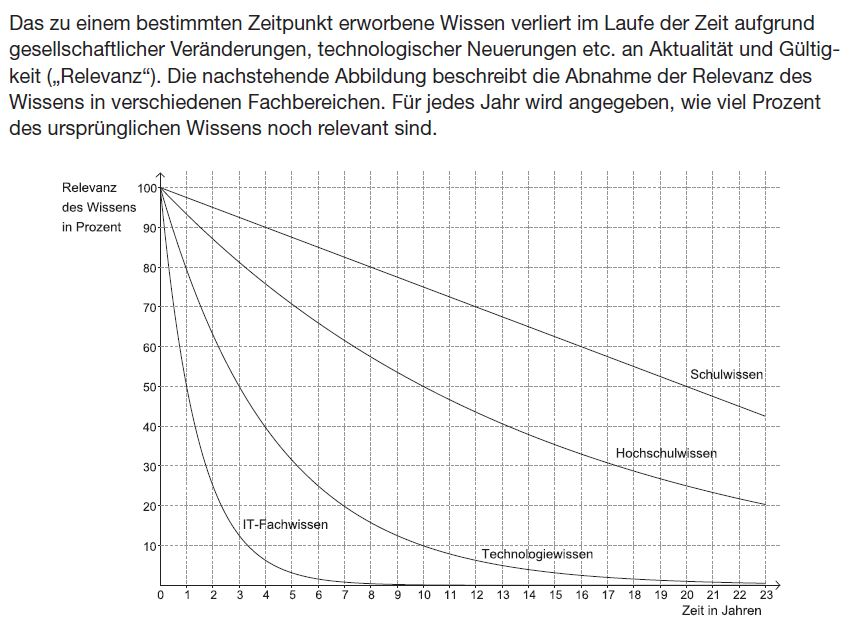 Das zu einem bestimmten Zeitpunkt erworbene Wissen verliert im Laufe der Zeit aufgrund
gesellschaftlicher Veränderungen, technologischer Neuerungen etc. an Aktualität und Gültig-
keit („Relevanz“). Die nachstehende Abbildung beschreibt die Abnahme der Relevanz des
Wissens in verschiedenen Fachbereichen. Für jedes Jahr wird angegeben, wie viel Prozent
des ursprünglichen Wissens noch relevant sind.
Relevanz
des Wissens
in Prozent
100
90
80
70
60
50
40
30
20
10
Schulwissen
Hochschulwissen
IT-Fachwissen
Technologiewissen
0 1 2 3 4 5 6 7 8 9 10 11 12 13 14 15 16 17 18 19 20 21 22 23
Zeit in Jahren